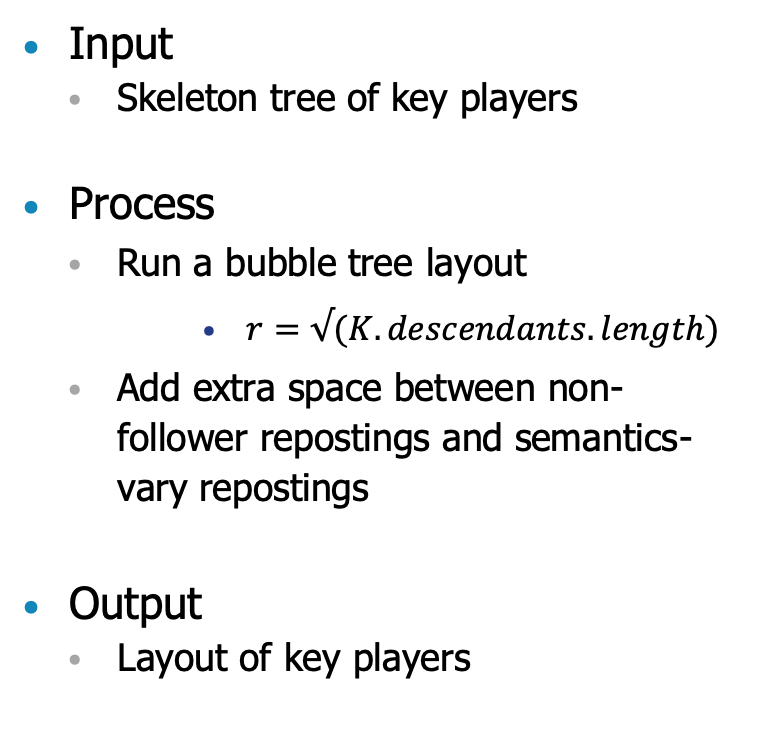 • Input
• Skeleton tree of key players
• Process
• Run a bubble tree layout
• r = √(K.descendants.length)
• Add extra space between non-
follower repostings and semantics-
vary repostings
• Output
• Layout of key players